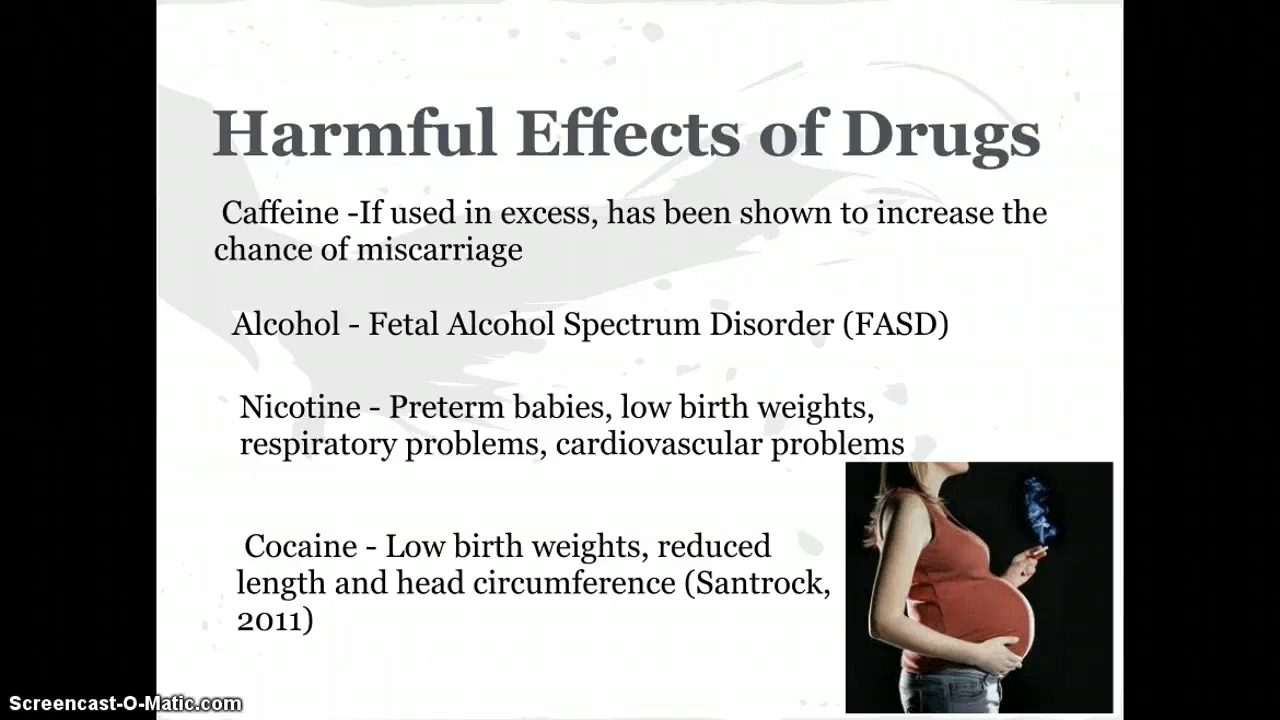 Harmful Effects of Drugs
Caffeine -If used in excess, has been shown to increase the
chance of miscarriage
Alcohol - Fetal Alcohol Spectrum Disorder (FASD)
Nicotine - Preterm babies, low birth weights,
respiratory problems, cardiovascular problems
Cocaine - Low birth weights, reduced
length and head circumference (Santrock,
2011)
Screencast-O-Matic.com